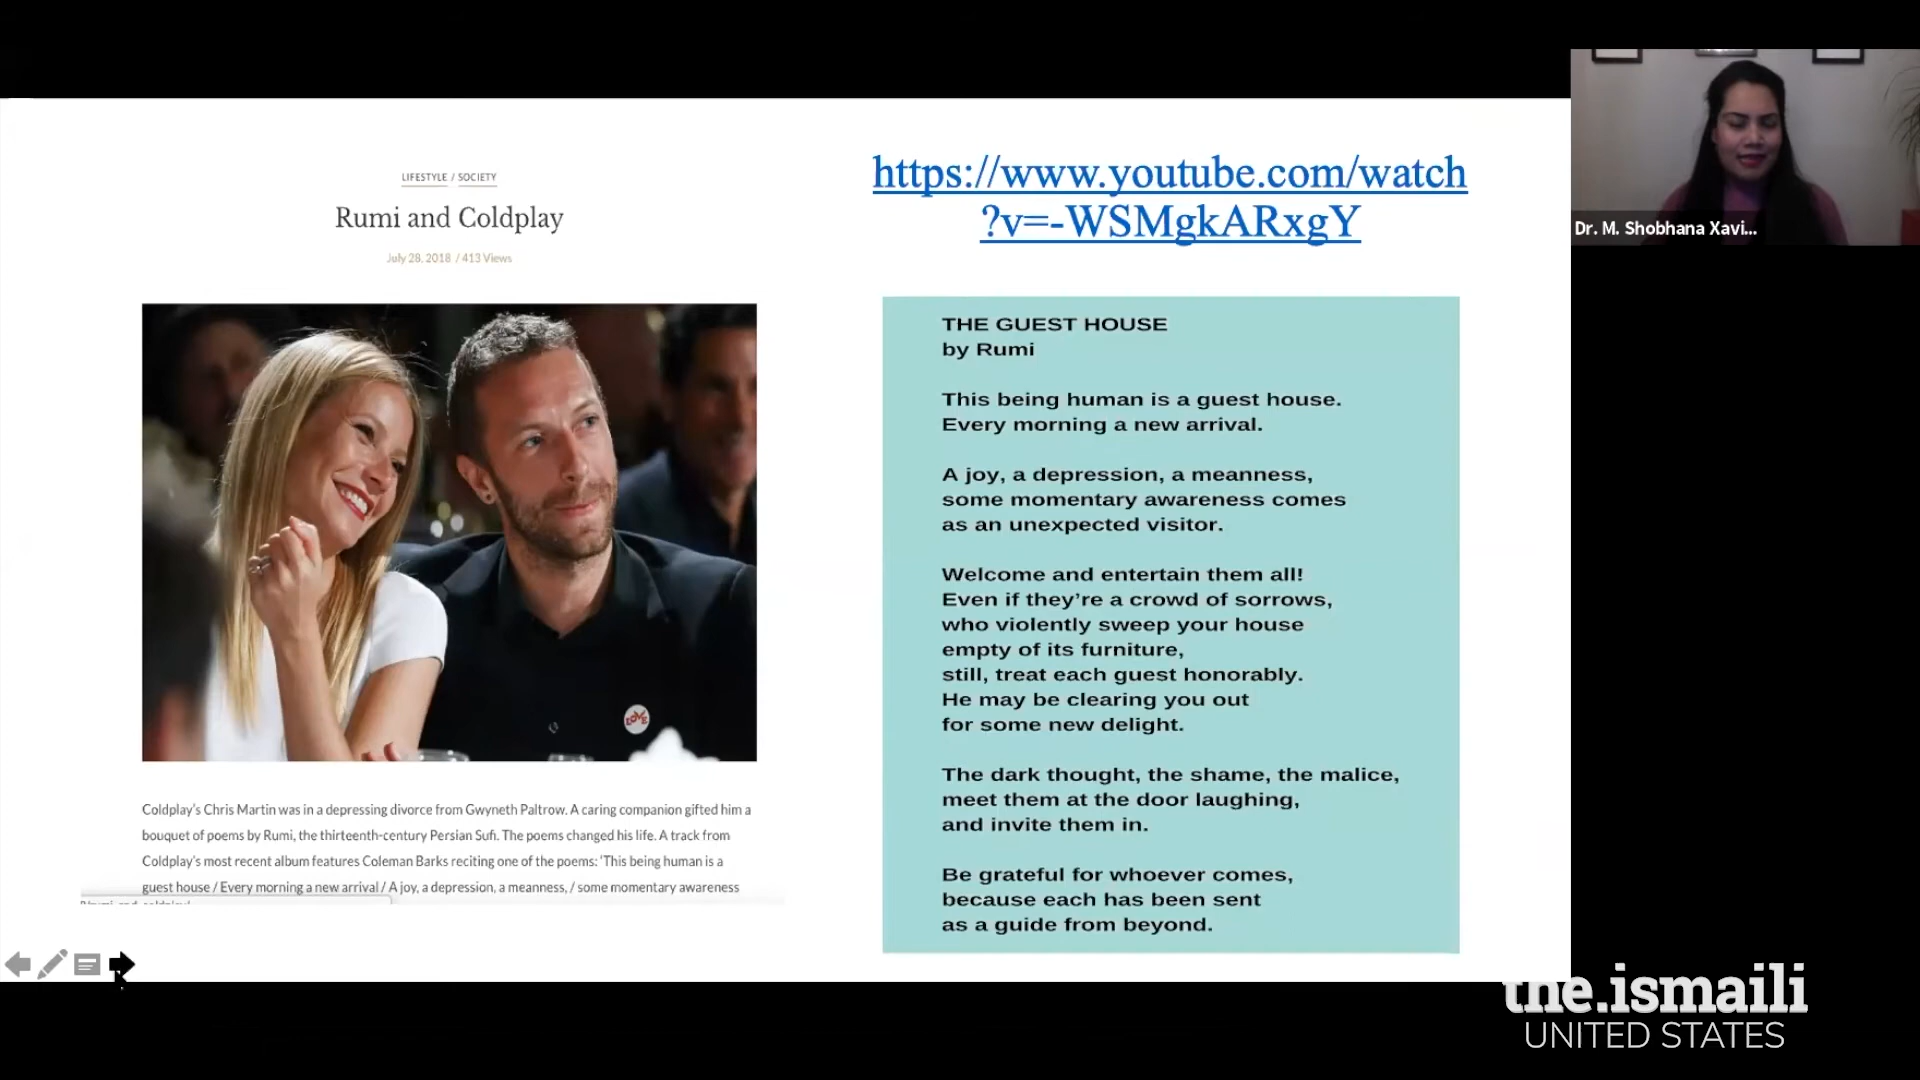 LIFESTYLE / SOCIETY
Rumi and Coldplay
July 28, 2018 / 413 Views
Coldplay's Chris Martin was in a depressing divorce from Gwyneth Paltrow. A caring companion gifted him a
bouquet of poems by Rumi, the thirteenth-century Persian Sufi. The poems changed his life. A track from
Coldplay's most recent album features Coleman Barks reciting one of the poems: 'This being human is a
guest house / Every morning a new arrival / A joy, a depression, a meanness, / some momentary awareness
https://www.youtube.com/watch
?v=-WSMgkARxgY
THE GUEST HOUSE
by Rumi
This being human is a guest house.
Every morning a new arrival.
A joy, a depression, a meanness,
some momentary awareness comes
as an unexpected visitor.
Welcome and entertain them all!
Even if they're a crowd of sorrows,
who violently sweep your house
empty of its furniture,
still, treat each guest honorably.
He may be clearing you out
for some new delight.
The dark thought, the shame, the malice,
meet them at the door laughing,
and invite them in.
Be grateful for whoever comes,
because each has been sent
as a guide from beyond.
LOVE
Dr. M. Shobhana Xavi...
the.ismaili
UNITED STATES